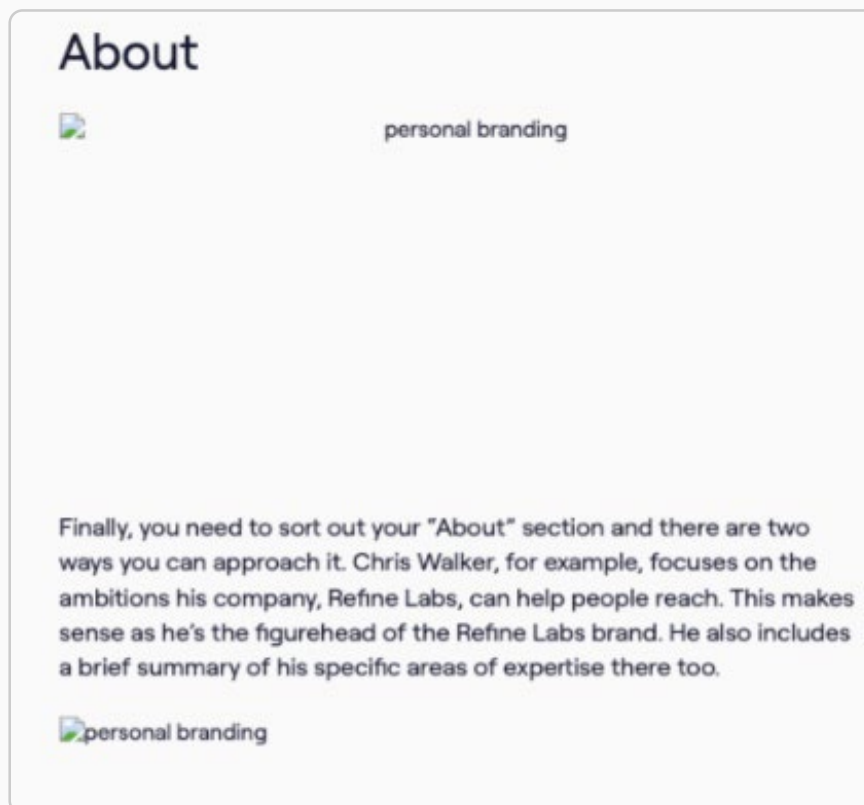 About
personal branding
Finally, you need to sort out your "About" section and there are two
ways you can approach it. Chris Walker, for example, focuses on the
ambitions his company, Refine Labs, can help people reach. This makes
sense as he's the figurehead of the Refine Labs brand. He also includes
a brief summary of his specific areas of expertise there too.
personal branding